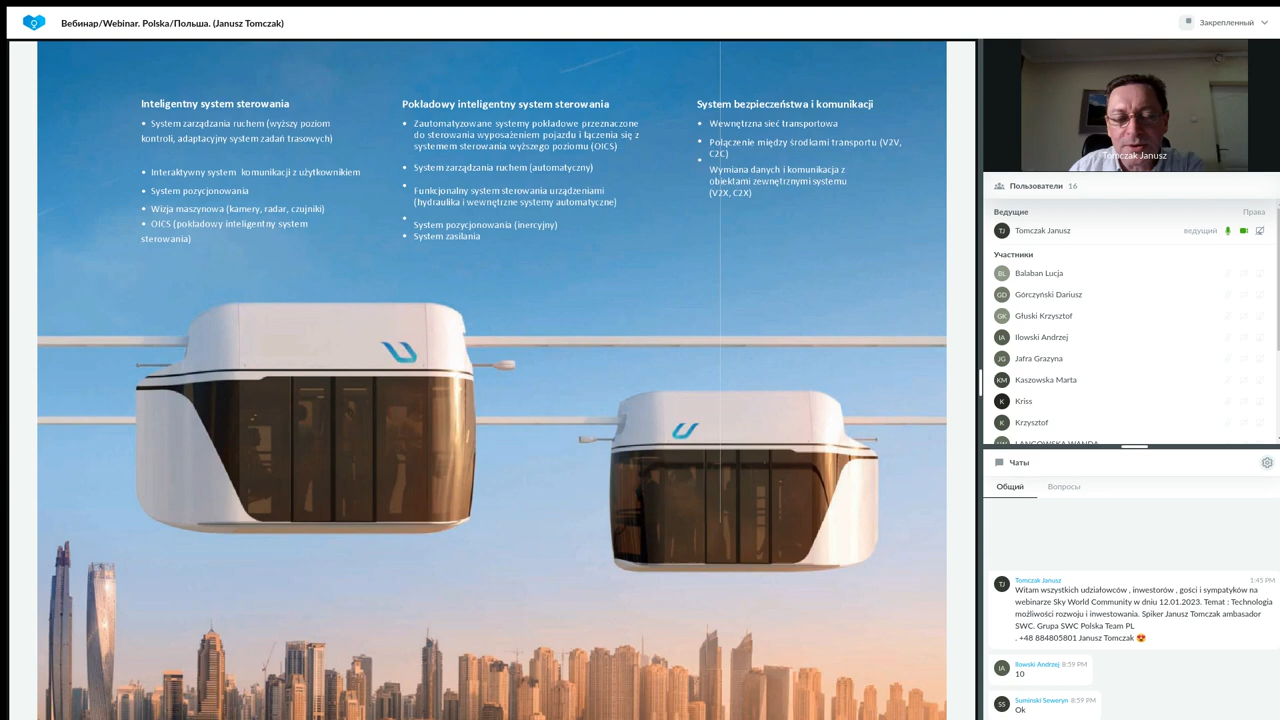 Вебинар/Webinar. Polska/Польша. (Janusz Tomczak)
Закрепленный
Inteligentny system sterowania
• System zarządzania ruchem (wyższy poziom
kontroli, adaptacyjny system zadań trasowych)
• Interaktywny system komunikacji z użytkownikiem
• System pozycjonowania
• Wizja maszynowa (kamery, radar, czujniki)
• OICS (pokładowy inteligentny system
sterowania)
Pokładowy inteligentny system sterowania
• Zautomatyzowane systemy pokładowe przeznaczone
do sterowania wyposażeniem pojazdu i łączenia się z
systemem sterowania wyższego poziomu (OICS)
• System zarządzania ruchem (automatyczny)
• Funkcjonalny system sterowania urządzeniami
(hydraulika i wewnętrzne systemy automatyczne)
• System pozycjonowania (inercyjny)
• System zasilania
System bezpieczeństwa i komunikacji
• Wewnętrzna sieć transportowa
• Połączenie między środkami transportu (V2V,
C2C)
• Wymiana danych i komunikacja z
obiektami zewnętrznymi systemu
(V2X, C2X)
Tomczak Janusz
Пользователи 16
Ведущие Права
TJ Tomczak Janusz ведущий
Участники
BL Balaban Lucja
GD Górczyński Dariusz
GK Głuski Krzysztof
IA Ilowski Andrzej
JG Jafra Grazyna
KM Kaszowska Marta
K Kriss
K Krzysztof
LANGOWSKA WANDA
Чаты
Общий Вопросы
TJ Tomczak Janusz 1:45 PM
Witam wszystkich udziałowców , inwestorów , gości i sympatyków na
webinarze Sky World Community w dniu 12.01.2023. Temat : Technologia
możliwości rozwoju i inwestowania. Spiker Janusz Tomczak ambasador
SWC. Grupa SWC Polska Team PL
. +48 884805801 Janusz Tomczak 😍
IA Ilowski Andrzej 8:59 PM
10
SS Suminski Seweryn 8:59 PM
Ok